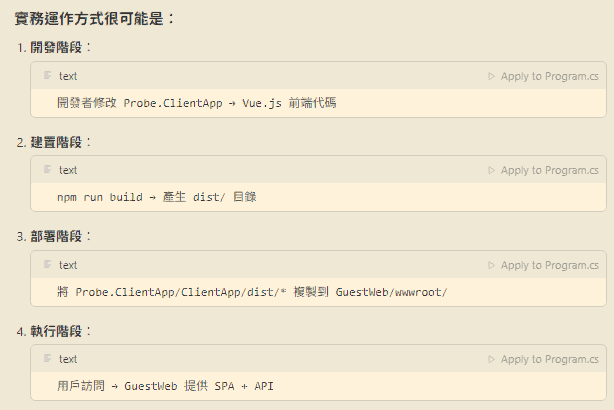 實務運作方式很可能是：
1. 開發階段：
text
Apply to Program.cs
開發者修改 Probe.ClientApp → Vue.js 前端代碼
2. 建置階段：
text
Apply to Program.cs
npm run build → 產生 dist/ 目錄
3. 部署階段：
text
Apply to Program.cs
將 Probe.ClientApp/ClientApp/dist/* 複製到 GuestWeb/wwwroot/
4. 執行階段：
text
Apply to Program.cs
用戶訪問 → GuestWeb 提供 SPA + API